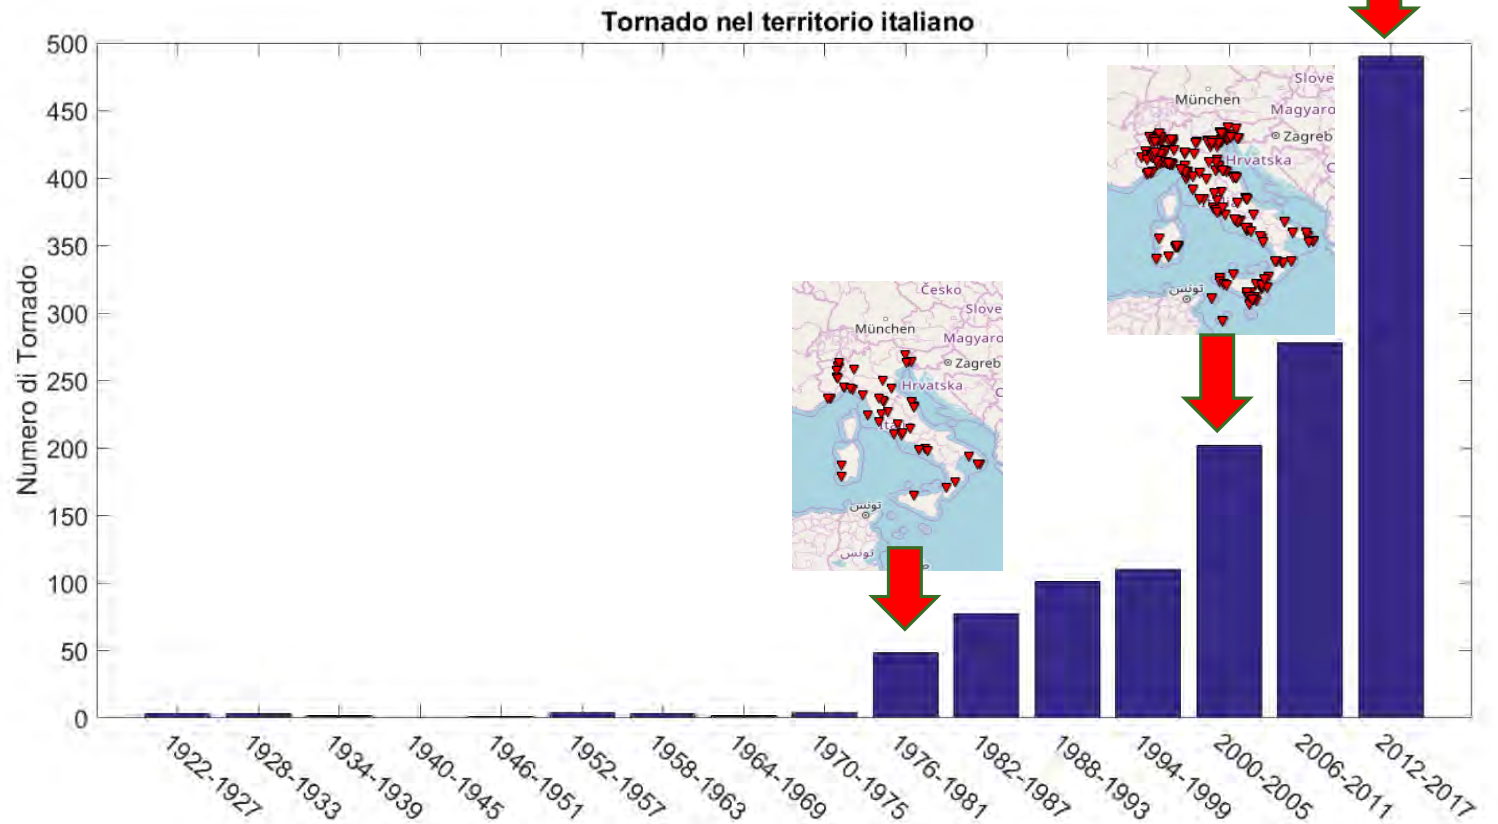 Tornado nel territorio italiano
Numero di Tornado
500
450
400
350
300
250
200
150
100
50
0
Slove
München
Magyaro
Zagreb
Hrvatska
تونس
Česko
Slove
München
Magyaro
Zagreb
Hrvatska
تونس
تونس
1922-1927
1928-1933
1934-1939
1940-1945
1946-1951
1952-1957
1958-1963
1964-1969
1970-1975
1976-1981
1982-1987
1988-1993
1994-1999
2000-2005
2006-2011
2012-2017